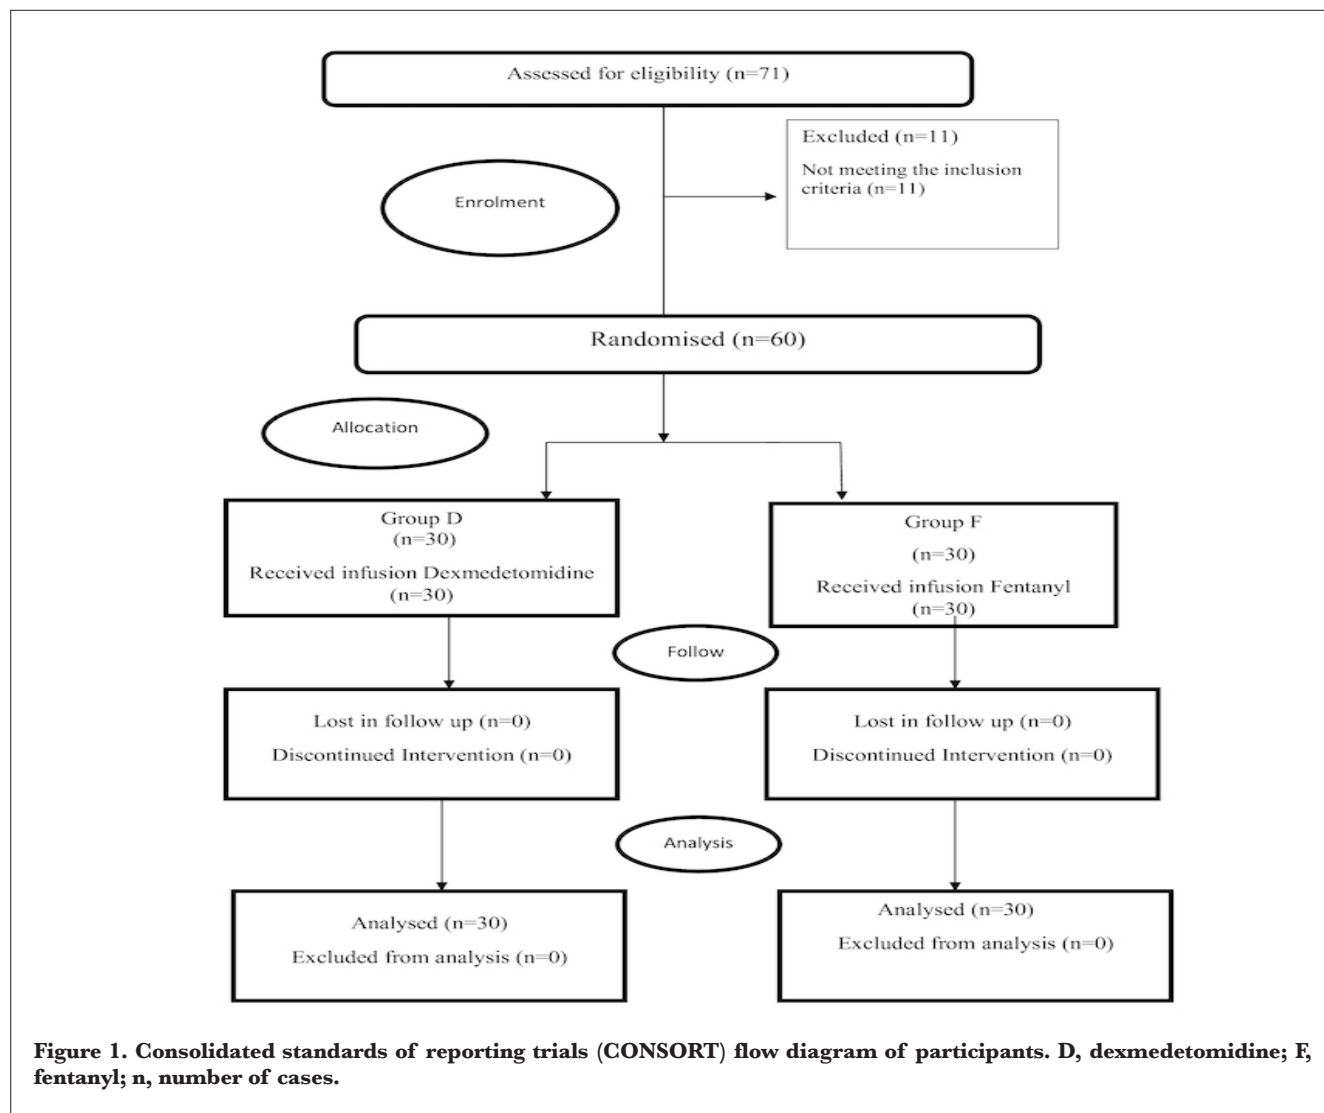 Assessed for eligibility (n=71)
Excluded (n=11)
Not meeting the inclusion
criteria (n=11)
Enrolment
Randomised (n=60)
Allocation
Group D
(n=30)
Received infusion Dexmedetomidine
(n=30)
Group F
(n=30)
Received infusion Fentanyl
(n=30)
Follow
Lost in follow up (n=0)
Discontinued Intervention (n=0)
Lost in follow up (n=0)
Discontinued Intervention (n=0)
Analysis
Analysed (n=30)
Excluded from analysis (n=0)
Analysed (n=30)
Excluded from analysis (n=0)
Figure 1. Consolidated standards of reporting trials (CONSORT) flow diagram of participants. D, dexmedetomidine; F,
fentanyl; n, number of cases.